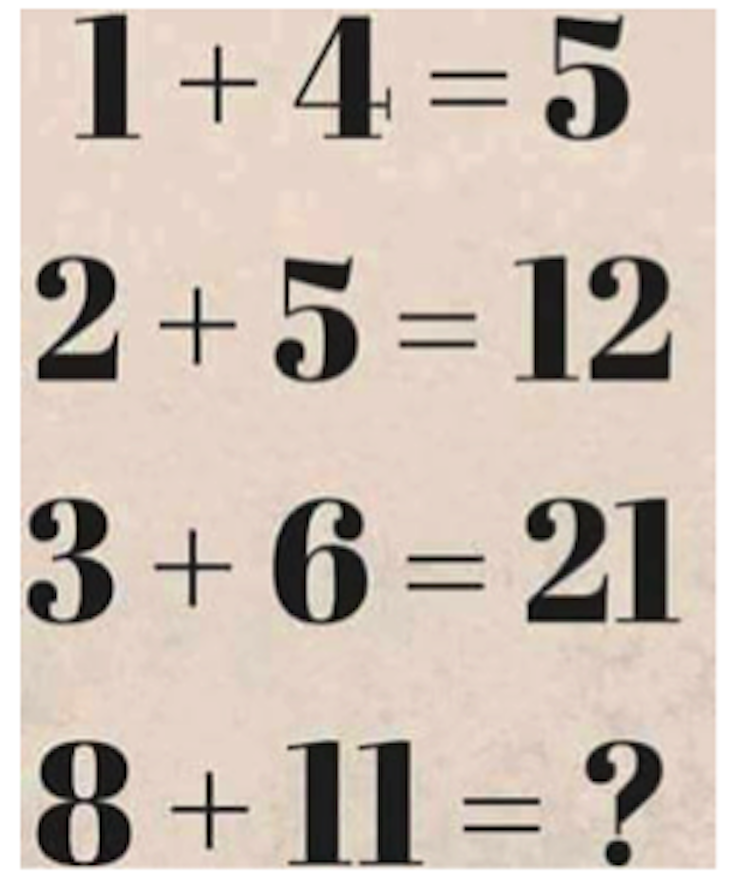 1 + 4 = 5
2 + 5 = 12
3 + 6 = 21
8 + 11 = ?